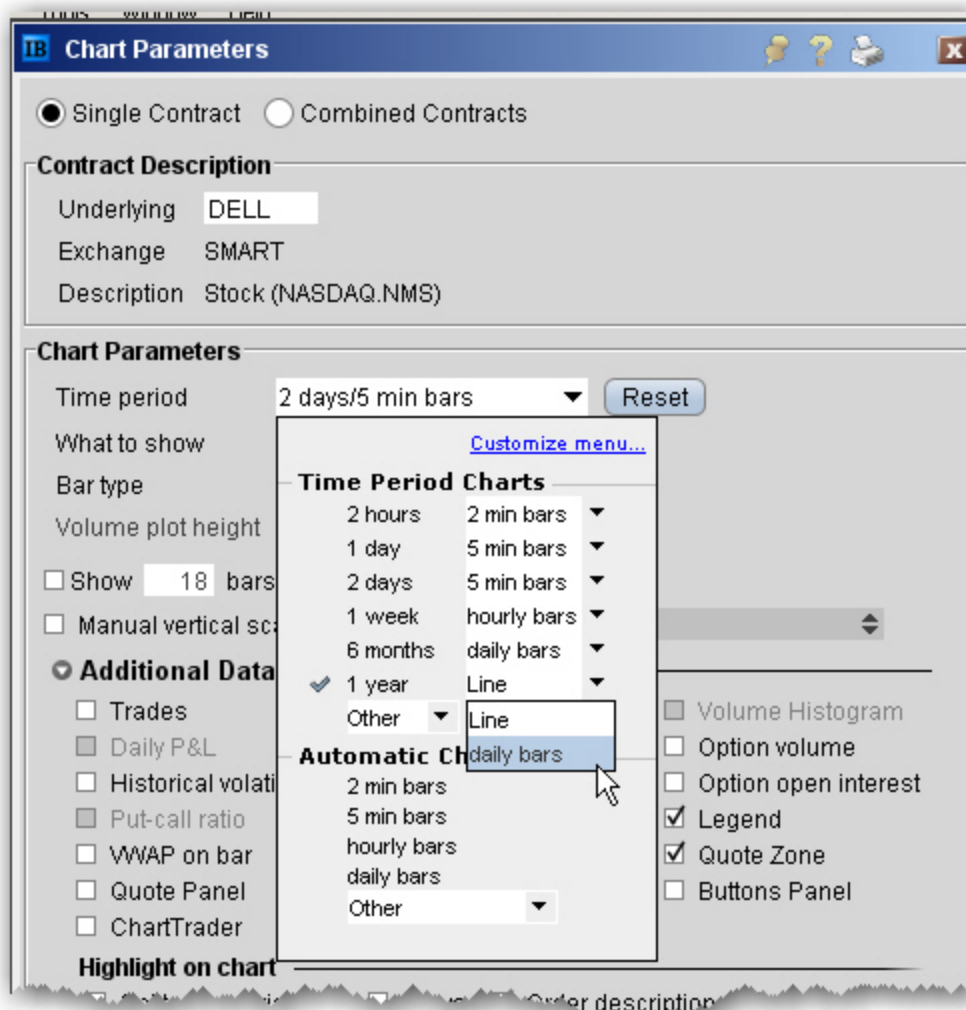 Tools Window Help
IB Chart Parameters
Single Contract Combined Contracts
Contract Description
Underlying DELL
Exchange SMART
Description Stock (NASDAQ.NMS)
Chart Parameters
Time period 2 days/5 min bars Reset
What to show Customize menu...
Bar type Time Period Charts
2 hours 2 min bars
Volume plot height
1 day 5 min bars
Show 18 bars 2 days 5 min bars
Manual vertical 1 week hourly bars
6 months daily bars
Additional Data 1 year Line
Trades Other Line Volume Histogram
Daily P&L Automatic daily bars Option volume
Historical 2 min bars Option open interest
Put-call ratio 5 min bars Legend
VWAP on bar hourly bars Quote Zone
daily bars
Quote Panel Other Buttons Panel
ChartTrader
Highlight on chart
Order description